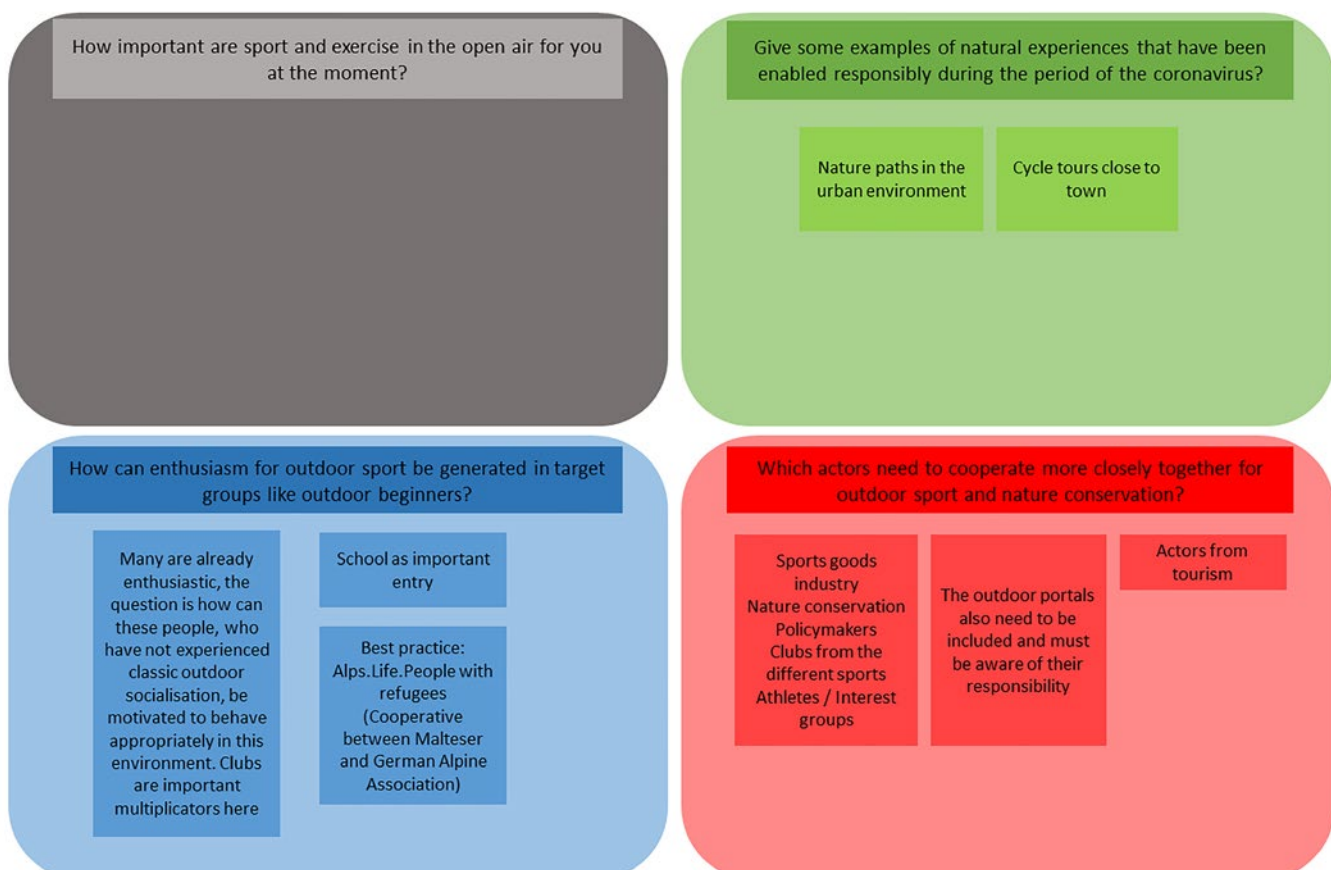 How important are sport and exercise in the open air for you
at the moment?
Give some examples of natural experiences that have been
enabled responsibly during the period of the coronavirus?
Nature paths in the
urban environment
Cycle tours close to
town
How can enthusiasm for outdoor sport be generated in target
groups like outdoor beginners?
Many are already
enthusiastic, the
question is how can
these people, who
have not experienced
classic outdoor
socialisation, be
motivated to behave
appropriately in this
environment. Clubs
are important
multiplicators here
School as important
entry
Best practice:
Alps.Life.People with
refugees
(Cooperative
between Malteser
and German Alpine
Association)
Which actors need to cooperate more closely together for
outdoor sport and nature conservation?
Sports goods
industry
Nature conservation
Policymakers
Clubs from the
different sports
Athletes / Interest
groups
The outdoor portals
also need to be
included and must
be aware of their
responsibility
Actors from
tourism